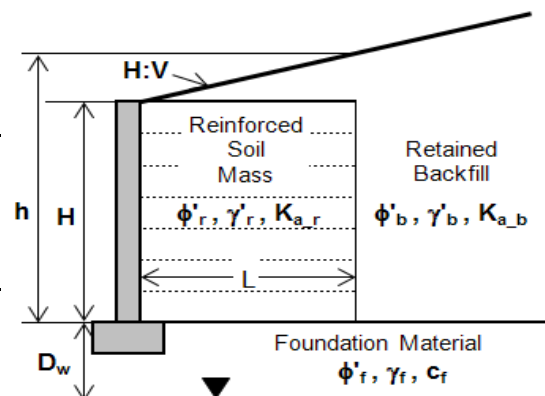 H:V
Reinforced
Soil
Mass
ϕ'r , γ'r , Ka_r
Retained
Backfill
ϕ'b , γ'b , Ka_b
h
H
L
Dw
Foundation Material
ϕ'f , γf , cf